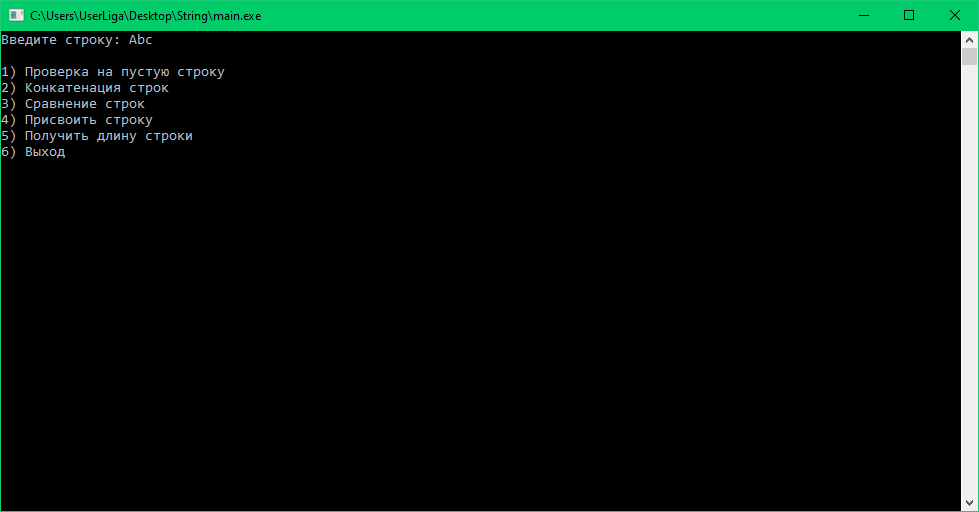 C:\Users\UserLiga\Desktop\String\main.exe
Введите строку: Abc
1) Проверка на пустую строку
2) Конкатенация строк
3) Сравнение строк
4) Присвоить строку
5) Получить длину строки
6) Выход